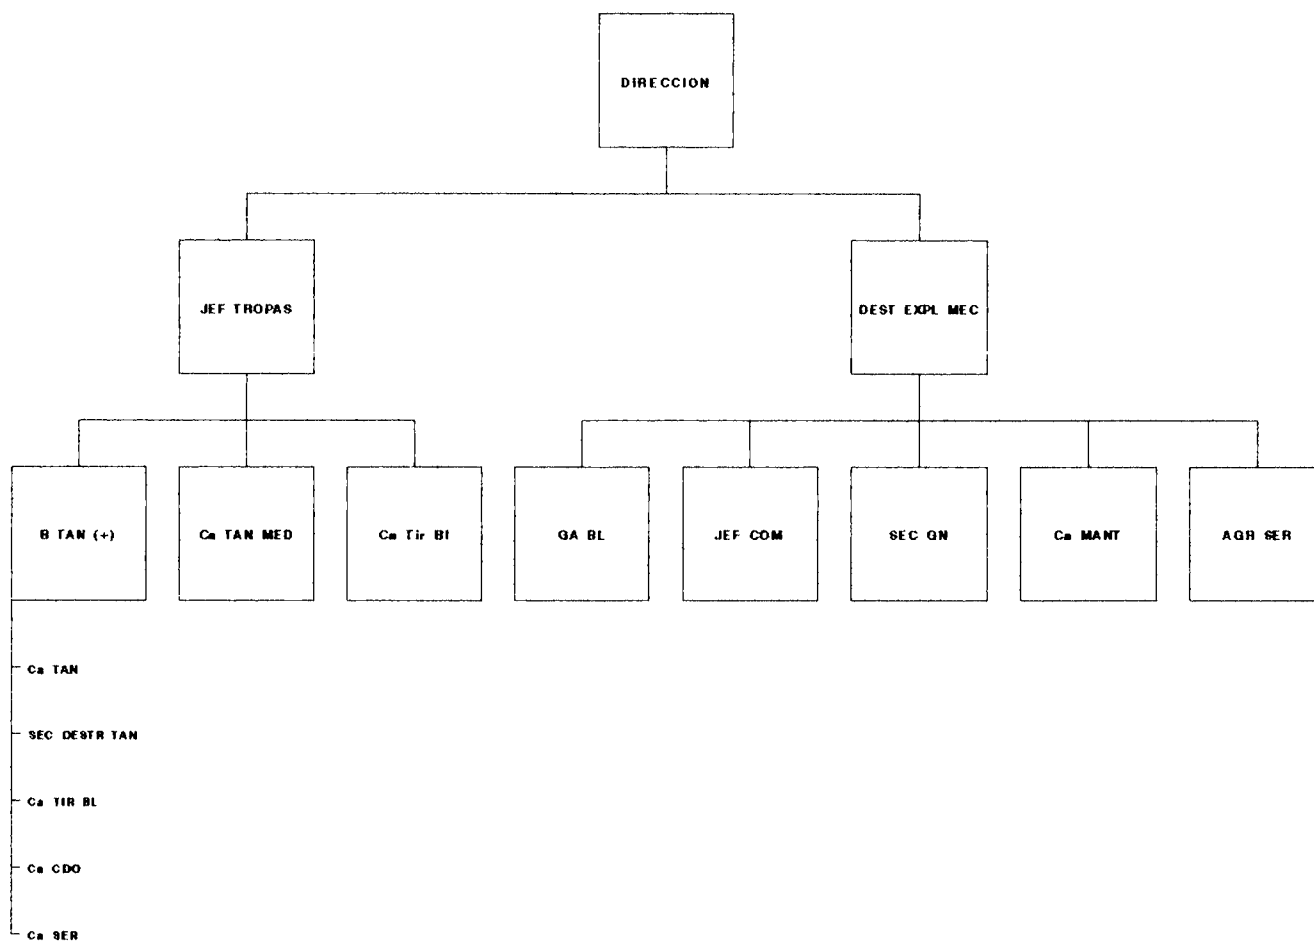 DIRECCION
JEF TROPAS
DEST EXPL MEC
B TAN (+)
Ca TAN MED
Ca Tir Bl
GA BL
JEF COM
SEC GN
Ca MANT
AGR SER
Ca TAN
SEC DESTR TAN
Ca TIR BL
Ca CDO
Ca SER